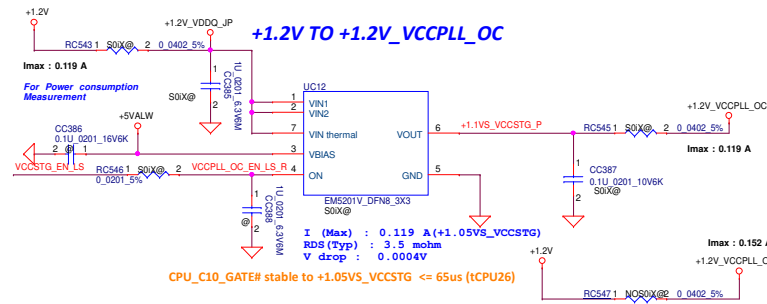 +1.2V TO +1.2V_VCCPLL_OC
+1.2V
+1.2V_VDDQ_JP
RC543 1 S0iX@ 2 0_0402_5%
Imax : 0.119 A
For Power consumption
Measurement
1
S0iX@
2
CC385
1U_0201_6.3V6M
UC12
1 VIN1
2 VIN2
7 VIN thermal
3 VBIAS
4 ON
VOUT 6
GND 5
EM5201V_DFN8_3X3
S0iX@
+1.1VS_VCCSTG_P
RC545 1 S0iX@ 2 0_0402_5%
+1.2V_VCCPLL_OC
Imax : 0.119 A
1
2
CC387
0.1U_0201_10V6K
S0iX@
CC386
0.1U_0201_16V6K
2 @ 1
+5VALW
VCCSTG_EN_LS
RC546 1 S0iX@ 2
0_0201_5%
VCCPLL_OC_EN_LS_R
1
@
2
CC388
1U_0201_6.3V6M
I (Max) : 0.119 A(+1.05VS_VCCSTG)
RDS(Typ) : 3.5 mohm
V drop : 0.0004V
CPU_C10_GATE# stable to +1.05VS_VCCSTG <= 65us (tCPU26)
Imax : 0.152 A
+1.2V
+1.2V_VCCPLL_OC
RC547 1 NOS0iX@ 2 0_0402_5%